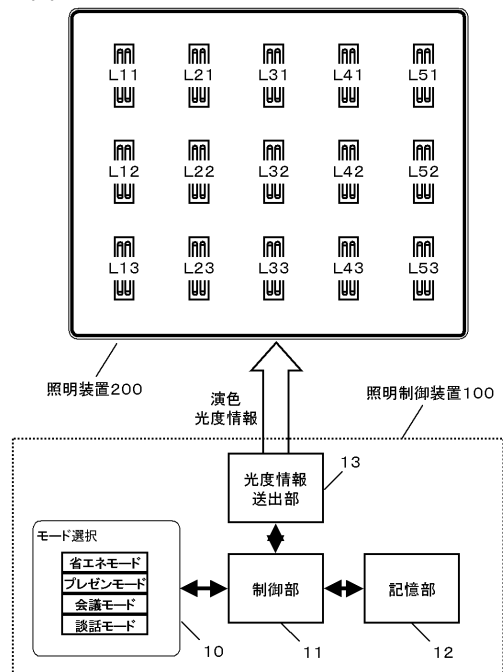 L11 L21 L31 L41 L51
L12 L22 L32 L42 L52
L13 L23 L33 L43 L53
照明装置200
演色
光度情報
照明制御装置100
光度情報
送出部
13
モード選択
省エネモード
プレゼンモード
会議モード
談話モード
10
制御部
11
記憶部
12